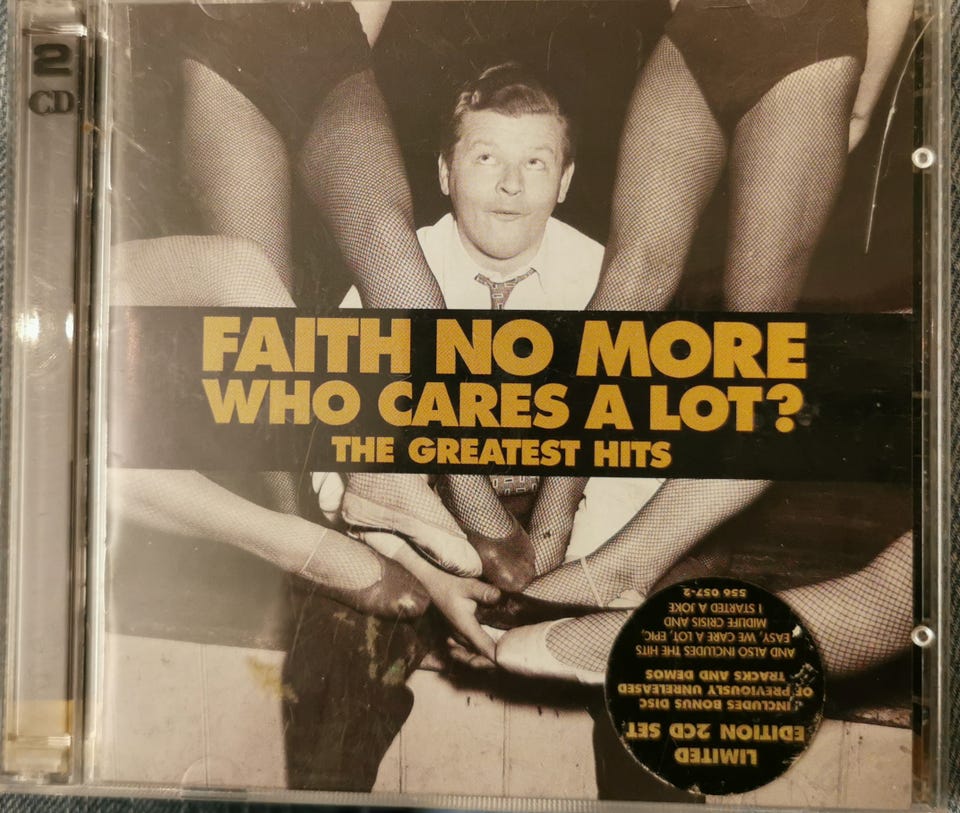 2
CD
FAITH NO MORE
WHO CARES A LOT?
THE GREATEST HITS
LIMITED
EDITION 2CD SET
INCLUDES BONUS DISC
OF PREVIOUSLY UNRELEASED
TRACKS AND DEMOS
AND ALSO INCLUDES THE HITS
EASY, WE CARE A LOT, EPIC,
MIDLIFE CRISIS AND
I STARTED A JOKE
556 057-2